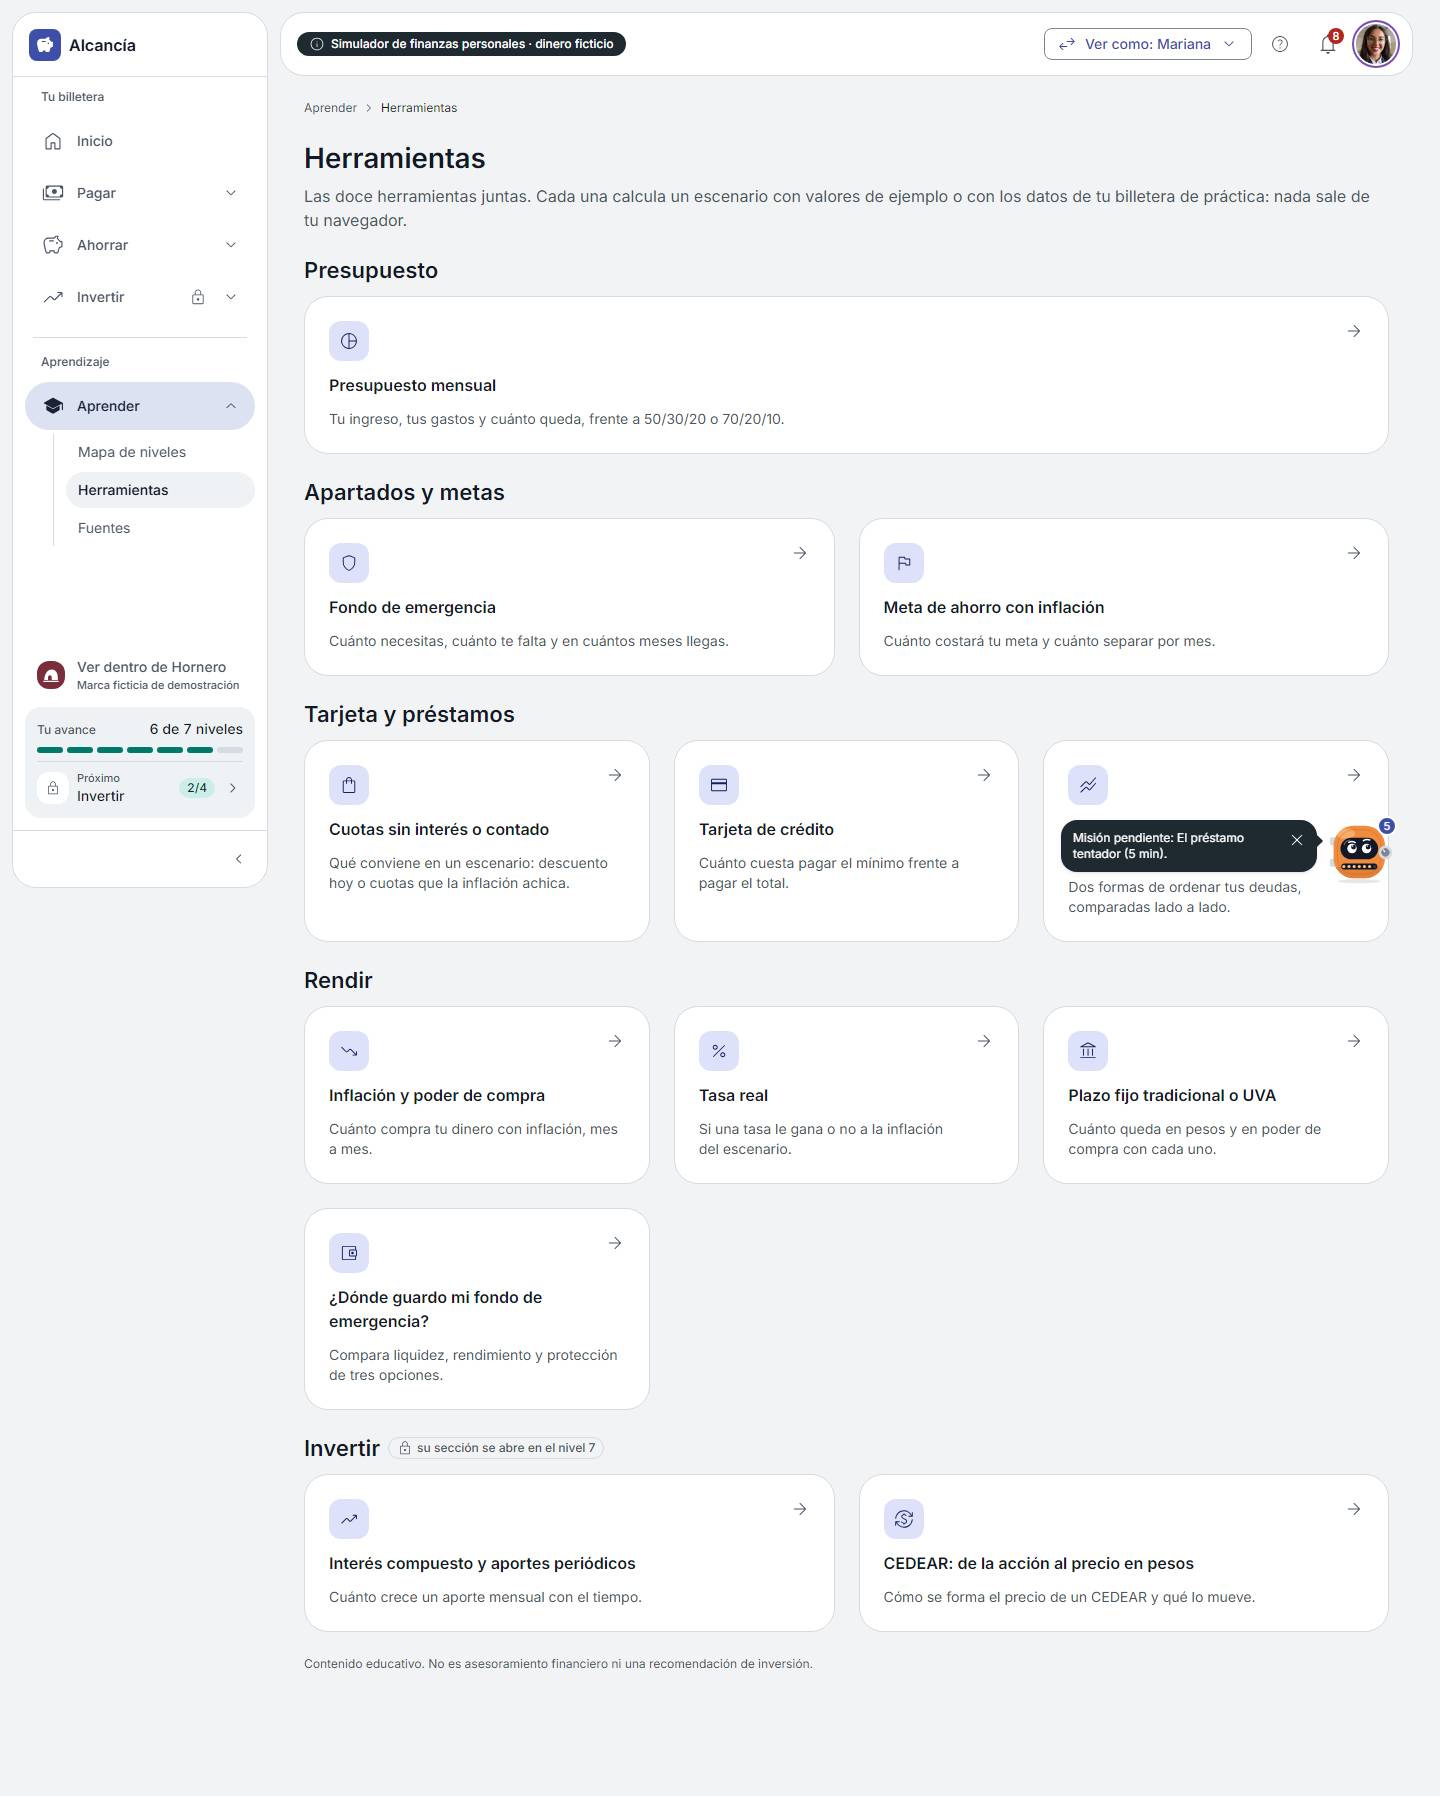 Alcancía
Tu billetera
Inicio
Pagar
Ahorrar
Invertir
Aprendizaje
Aprender
Mapa de niveles
Herramientas
Fuentes
Ver dentro de Hornero
Marca ficticia de demostración
Tu avance
6 de 7 niveles
Próximo
Invertir
2/4
Simulador de finanzas personales · dinero ficticio
Ver como: Mariana
8
Aprender
Herramientas
Herramientas
Las doce herramientas juntas. Cada una calcula un escenario con valores de ejemplo o con los datos de tu billetera de práctica: nada sale de
tu navegador.
Presupuesto
Presupuesto mensual
Tu ingreso, tus gastos y cuánto queda, frente a 50/30/20 o 70/20/10.
Apartados y metas
Fondo de emergencia
Cuánto necesitas, cuánto te falta y en cuántos meses llegas.
Meta de ahorro con inflación
Cuánto costará tu meta y cuánto separar por mes.
Tarjeta y préstamos
Cuotas sin interés o contado
Qué conviene en un escenario: descuento
hoy o cuotas que la inflación achica.
Tarjeta de crédito
Cuánto cuesta pagar el mínimo frente a
pagar el total.
Misión pendiente: El préstamo
tentador (5 min).
5
Dos formas de ordenar tus deudas,
comparadas lado a lado.
Rendir
Inflación y poder de compra
Cuánto compra tu dinero con inflación, mes
a mes.
Tasa real
Si una tasa le gana o no a la inflación
del escenario.
Plazo fijo tradicional o UVA
Cuánto queda en pesos y en poder de
compra con cada uno.
¿Dónde guardo mi fondo de
emergencia?
Compara liquidez, rendimiento y protección
de tres opciones.
Invertir
su sección se abre en el nivel 7
Interés compuesto y aportes periódicos
Cuánto crece un aporte mensual con el tiempo.
CEDEAR: de la acción al precio en pesos
Cómo se forma el precio de un CEDEAR y qué lo mueve.
Contenido educativo. No es asesoramiento financiero ni una recomendación de inversión.